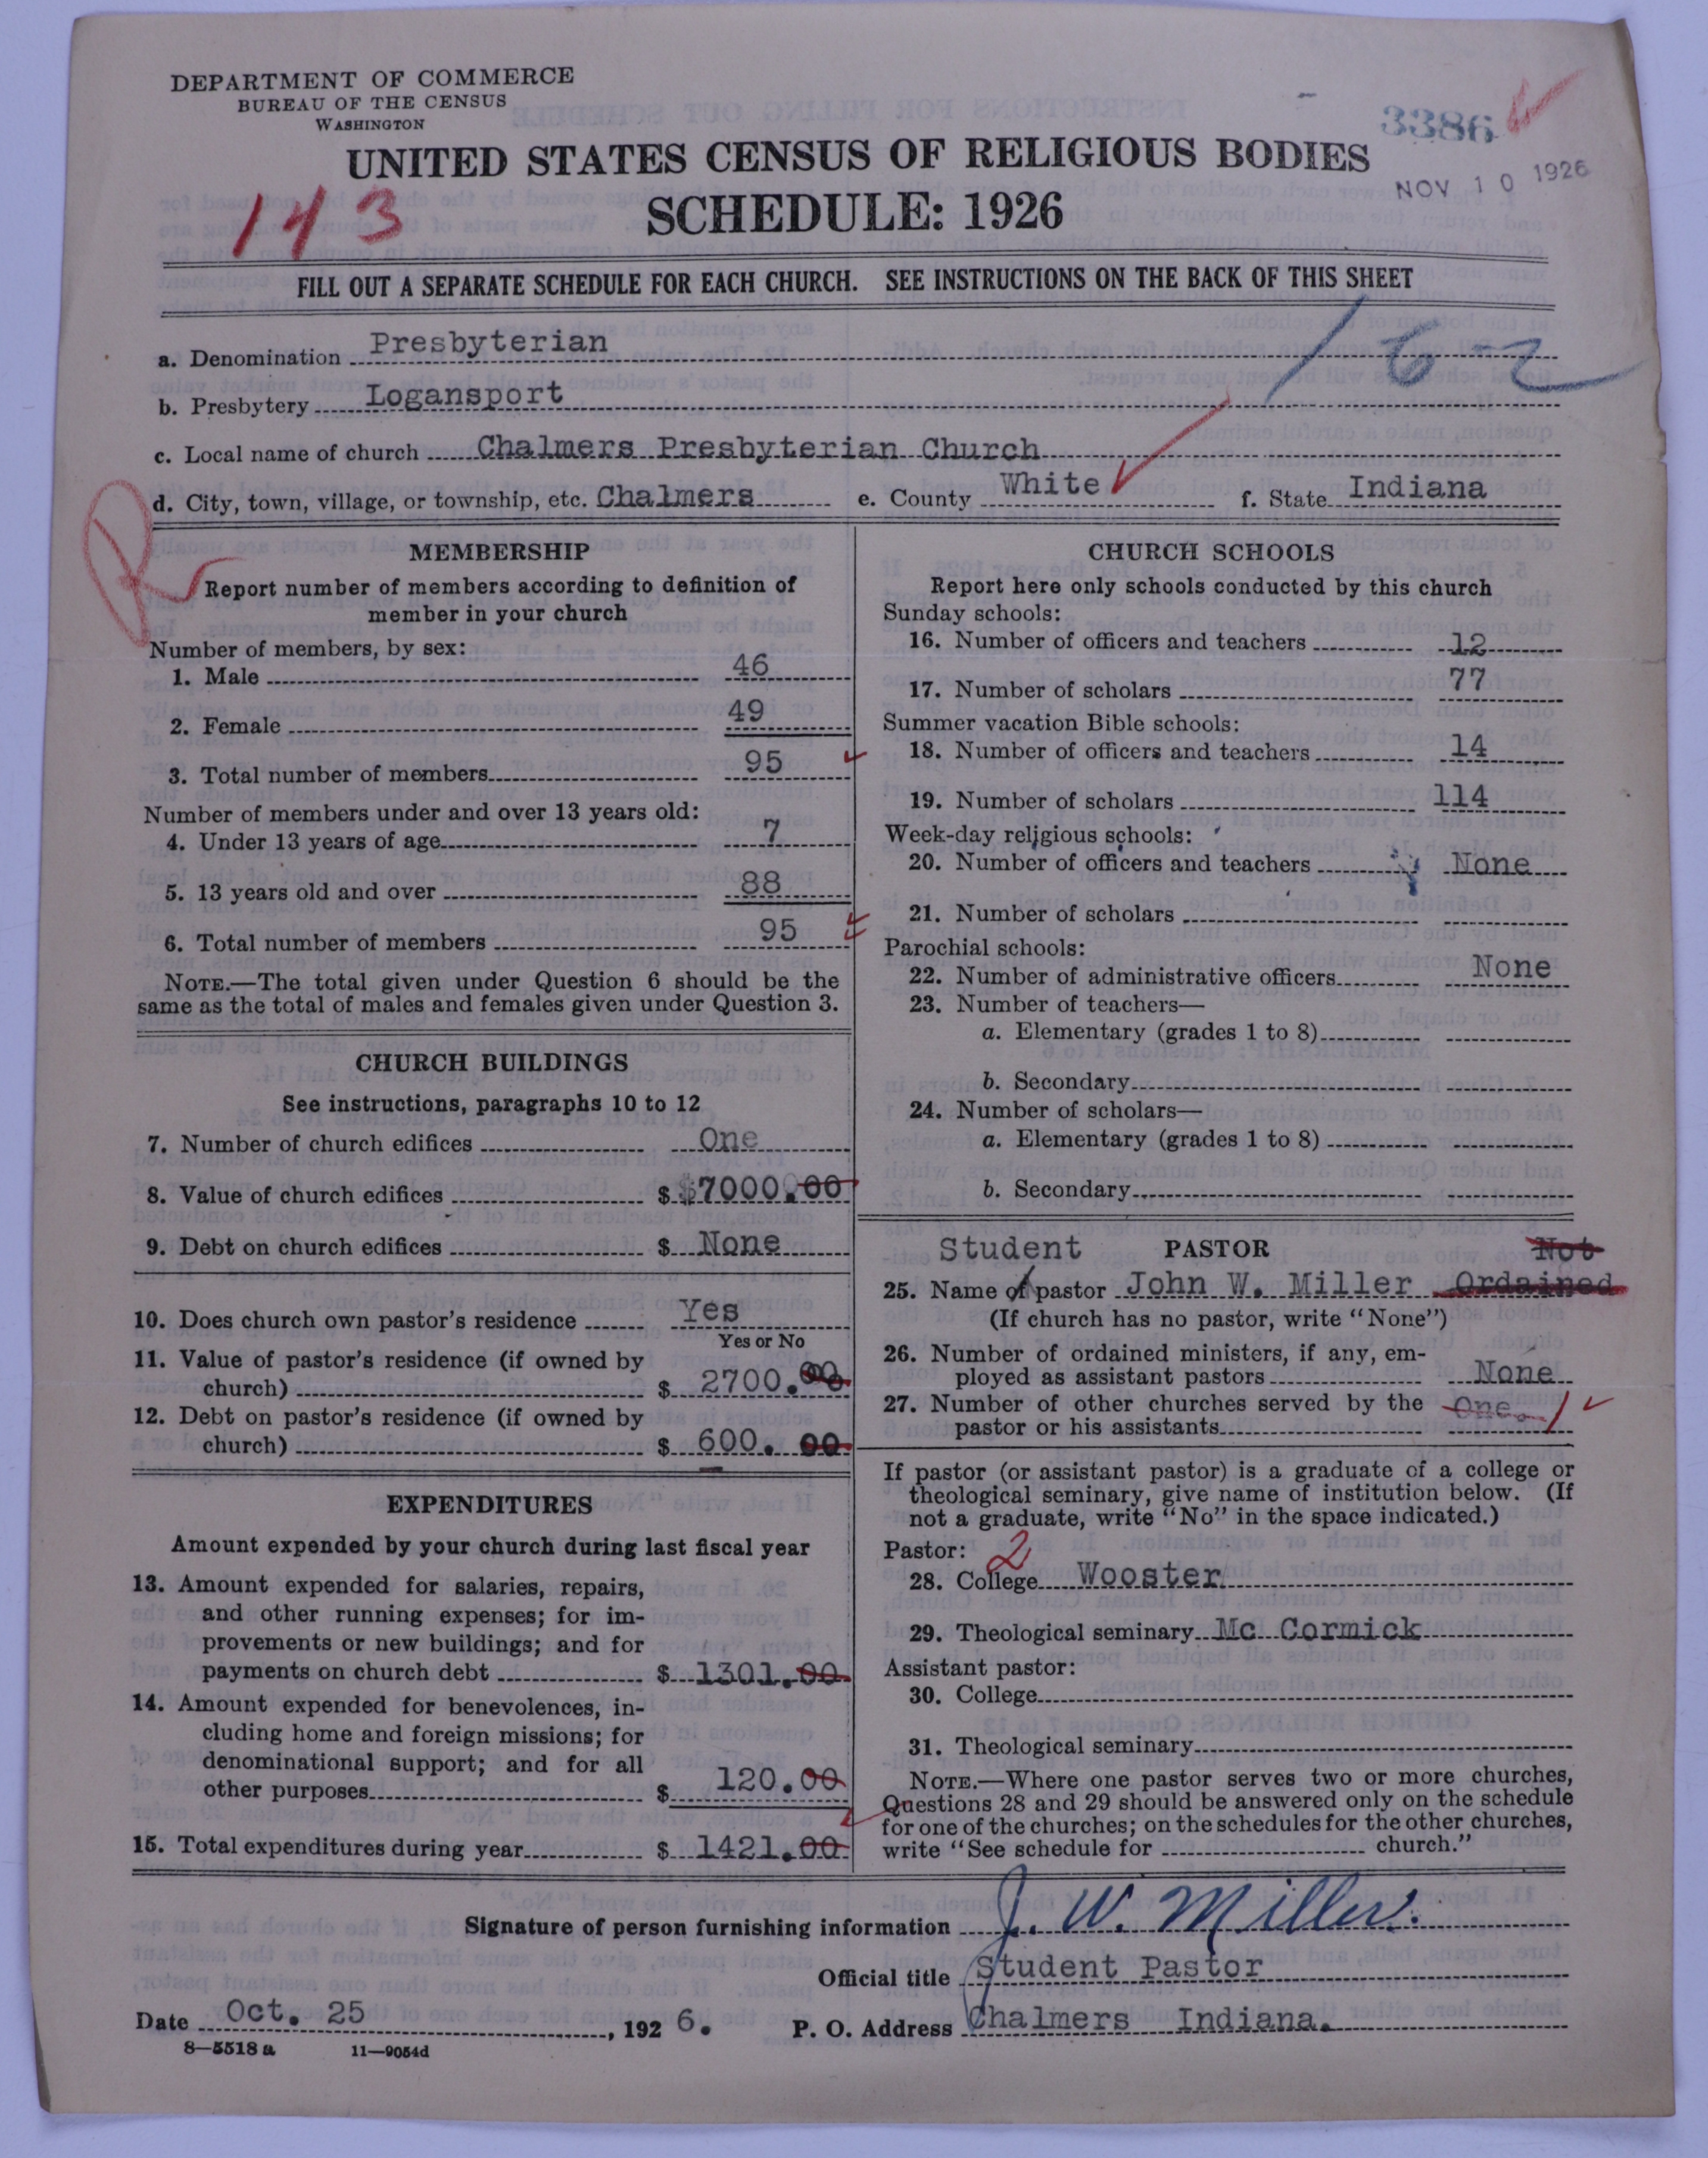 DEPARTMENT OF COMMERCE
BUREAU OF THE CENSUS
WASHINGTON
3386
UNITED STATES CENSUS OF RELIGIOUS BODIES
NOV 10 1926
143
SCHEDULE: 1926
FILL OUT A SEPARATE SCHEDULE FOR EACH CHURCH. SEE INSTRUCTIONS ON THE BACK OF THIS SHEET
162
a. Denomination Presbyterian
b. Presbytery Logansport
c. Local name of church Chalmers Presbyterian Church
d. City, town, village, or township, etc. Chalmers e. County White f. State Indiana
R
MEMBERSHIP
Report number of members according to definition of
member in your church
Number of members, by sex:
1. Male 46
2. Female 49
3. Total number of members 95
Number of members under and over 13 years old:
4. Under 13 years of age 7
5. 13 years old and over 88
6. Total number of members 95
NOTE.—The total given under Question 6 should be the
same as the total of males and females given under Question 3.
CHURCH BUILDINGS
See instructions, paragraphs 10 to 12
7. Number of church edifices One
8. Value of church edifices $ $7000.00
9. Debt on church edifices $ None
10. Does church own pastor's residence Yes
Yes or No
11. Value of pastor's residence (if owned by
church) $ 2700.00
12. Debt on pastor's residence (if owned by
church) $ 600. 00
EXPENDITURES
Amount expended by your church during last fiscal year
13. Amount expended for salaries, repairs,
and other running expenses; for im-
provements or new buildings; and for
payments on church debt $ 1301.00
14. Amount expended for benevolences, in-
cluding home and foreign missions; for
denominational support; and for all
other purposes $ 120.00
15. Total expenditures during year $ 1421.00
CHURCH SCHOOLS
Report here only schools conducted by this church
Sunday schools:
16. Number of officers and teachers 12
17. Number of scholars 77
Summer vacation Bible schools:
18. Number of officers and teachers 14
19. Number of scholars 114
Week-day religious schools:
20. Number of officers and teachers None
21. Number of scholars
Parochial schools:
22. Number of administrative officers None
23. Number of teachers—
a. Elementary (grades 1 to 8)
b. Secondary
24. Number of scholars—
a. Elementary (grades 1 to 8)
b. Secondary
Student PASTOR Not
25. Name of pastor John W. Miller Ordained
(If church has no pastor, write "None")
26. Number of ordained ministers, if any, em-
ployed as assistant pastors None
27. Number of other churches served by the One. 1
pastor or his assistants
If pastor (or assistant pastor) is a graduate of a college or
theological seminary, give name of institution below. (If
not a graduate, write "No" in the space indicated.)
Pastor: 2
28. College Wooster
29. Theological seminary Mc Cormick
Assistant pastor:
30. College
31. Theological seminary
NOTE.—Where one pastor serves two or more churches,
Questions 28 and 29 should be answered only on the schedule
for one of the churches; on the schedules for the other churches,
write "See schedule for church."
Signature of person furnishing information J. W. Miller.
Official title Student Pastor
Date Oct. 25, 1926. P. O. Address Chalmers Indiana.
8—5518 a 11—9054d